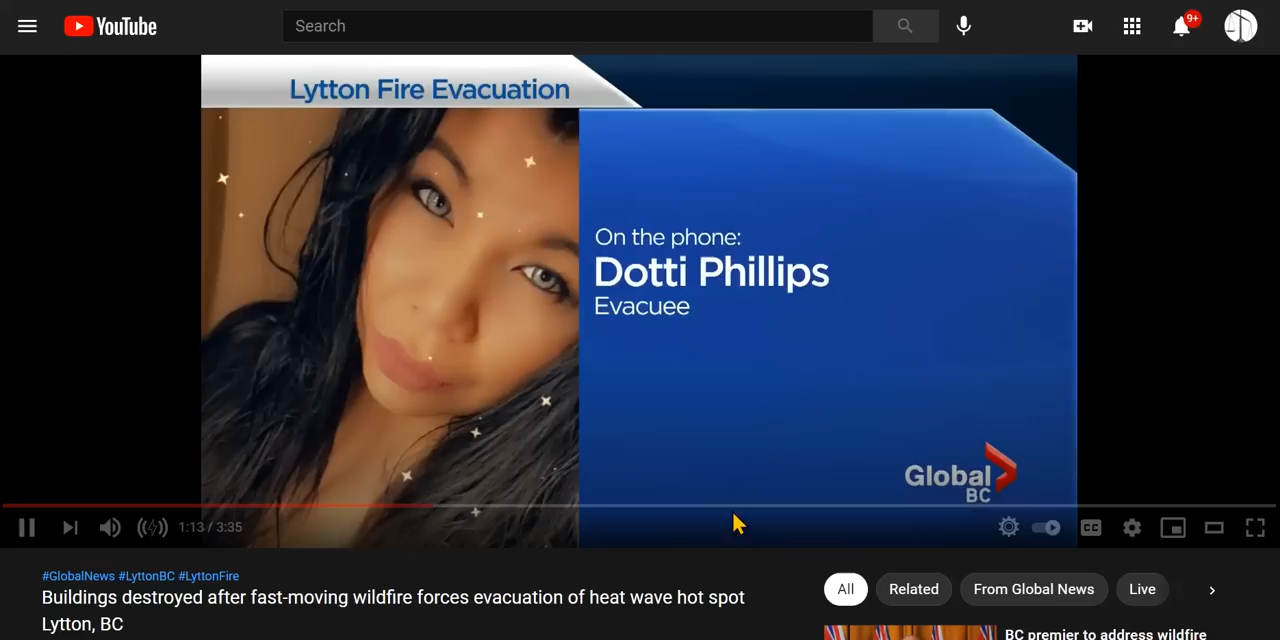 YouTube
Search
9+
Lytton Fire Evacuation
On the phone:
Dotti Phillips
Evacuee
Global
BC
1:13 / 3:35
CC
#GlobalNews #LyttonBC #LyttonFire
Buildings destroyed after fast-moving wildfire forces evacuation of heat wave hot spot
Lytton, BC
All
Related
From Global News
Live
BC premier to address wildfire